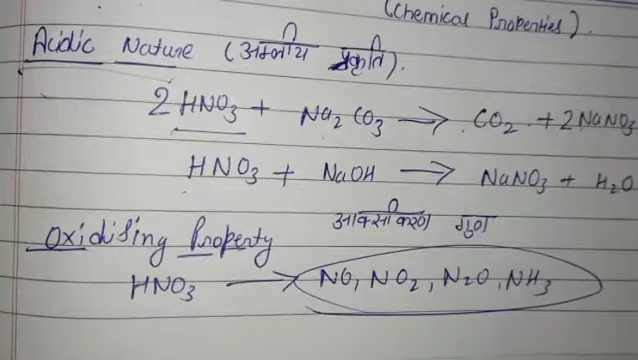 (Chemical Properties).
Acidic Nature (अम्लीय प्रकृति).
2HNO₃ + Na₂CO₃ → CO₂ + 2NaNO₃
HNO₃ + NaOH → NaNO₃ + H₂O
आक्सीकरण गुण
Oxidising Property
HNO₃ → NO, NO₂, N₂O, NH₃